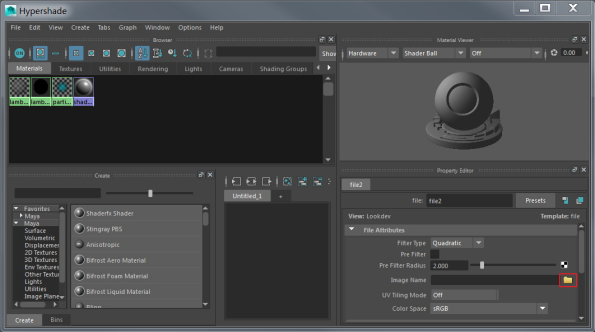 Hypershade
File Edit View Create Tabs Graph Window Options Help
Browser
Material Viewer
Show
Hardware Shader Ball Off 0.00
Materials Textures Utilities Rendering Lights Cameras Shading Groups
lamb... lamb... parti... shad...
Create
Property Editor
Untitled_1 +
file2
file: file2 Presets
Favorites
Maya
Maya
Surface
Volumetric
Displacemen
2D Textures
3D Textures
Env Textures
Other Textur
Lights
Utilities
Image Plane
Shaderfx Shader
Stingray PBS
Anisotropic
Bifrost Aero Material
Bifrost Foam Material
Bifrost Liquid Material
Blinn
View: Lookdev Template: file
File Attributes
Filter Type Quadratic
Pre Filter
Pre Filter Radius 2.000
Image Name
UV Tiling Mode Off
Color Space sRGB
Create Bins